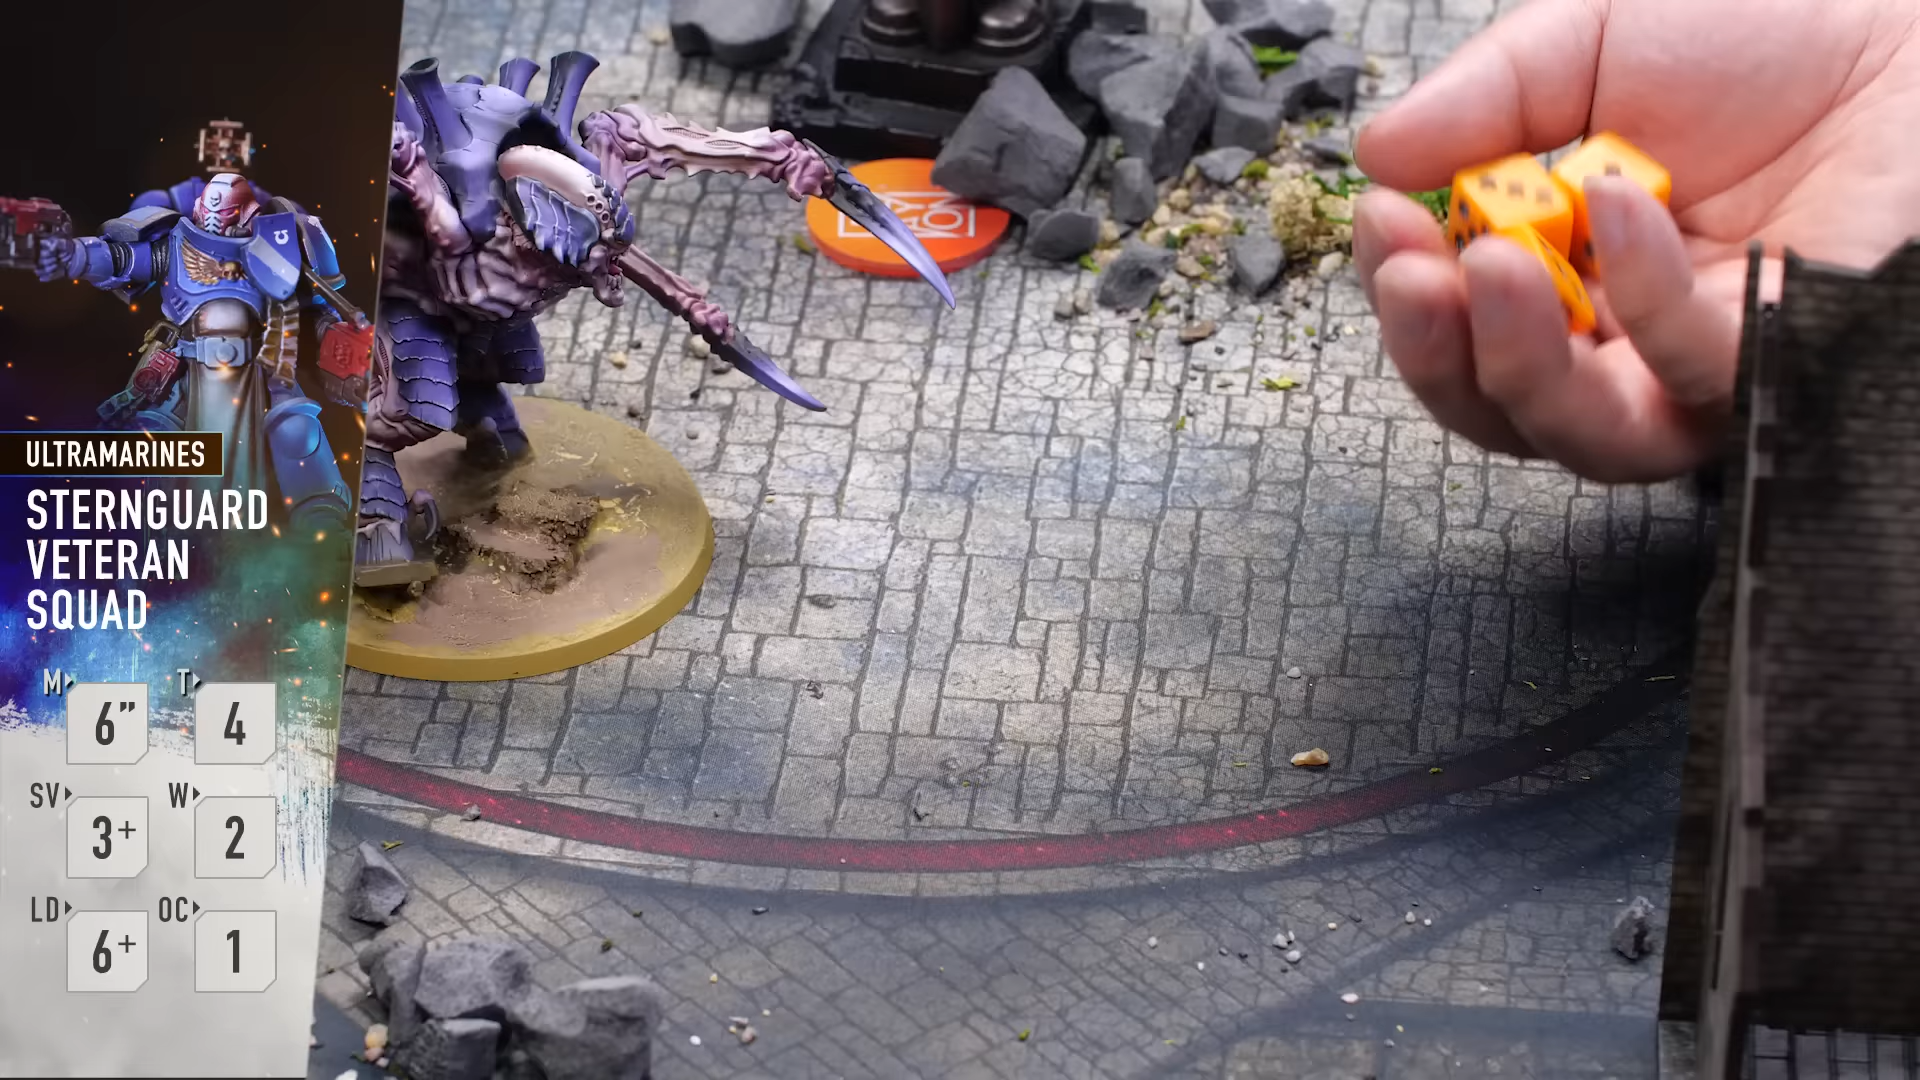 ULTRAMARINES
STERNGUARD
VETERAN
SQUAD
M
6”
T
4
SV
3+
W
2
LD
6+
OC
1